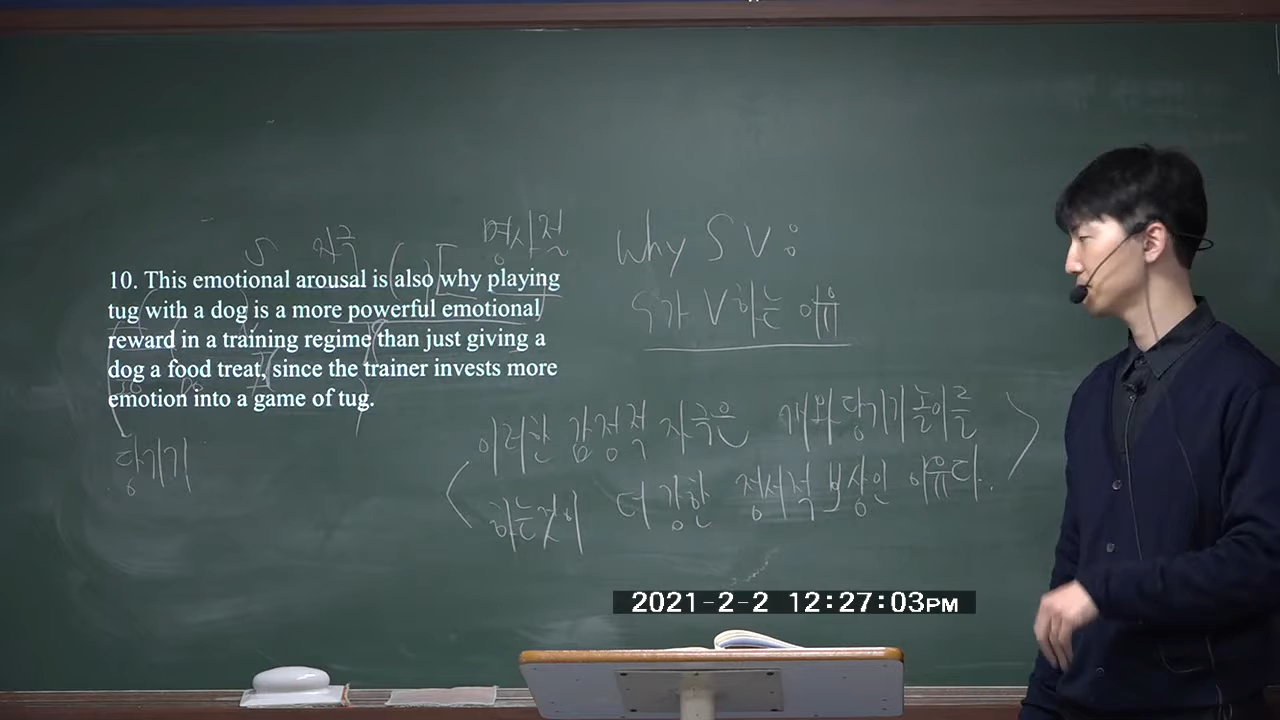 S 자극 ( ) [ 명사절
10. This emotional arousal is also why playing
tug with a dog is a more powerful emotional
reward in a training regime than just giving a
dog a food treat, since the trainer invests more
emotion into a game of tug.
당기기
why S V :
S가 V하는 이유
이러한 감정적 자극은 개와 당기기 놀이를
하는것이 더 강한 정서적 보상인 이유다.
2021-2-2 12:27:03PM